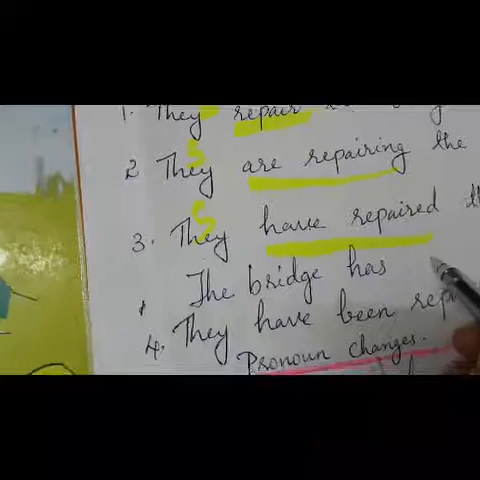 1. They repair
2 They are repairing the
S
3. They have repaired
S
The bridge has
4. They have been
Pronoun changes.